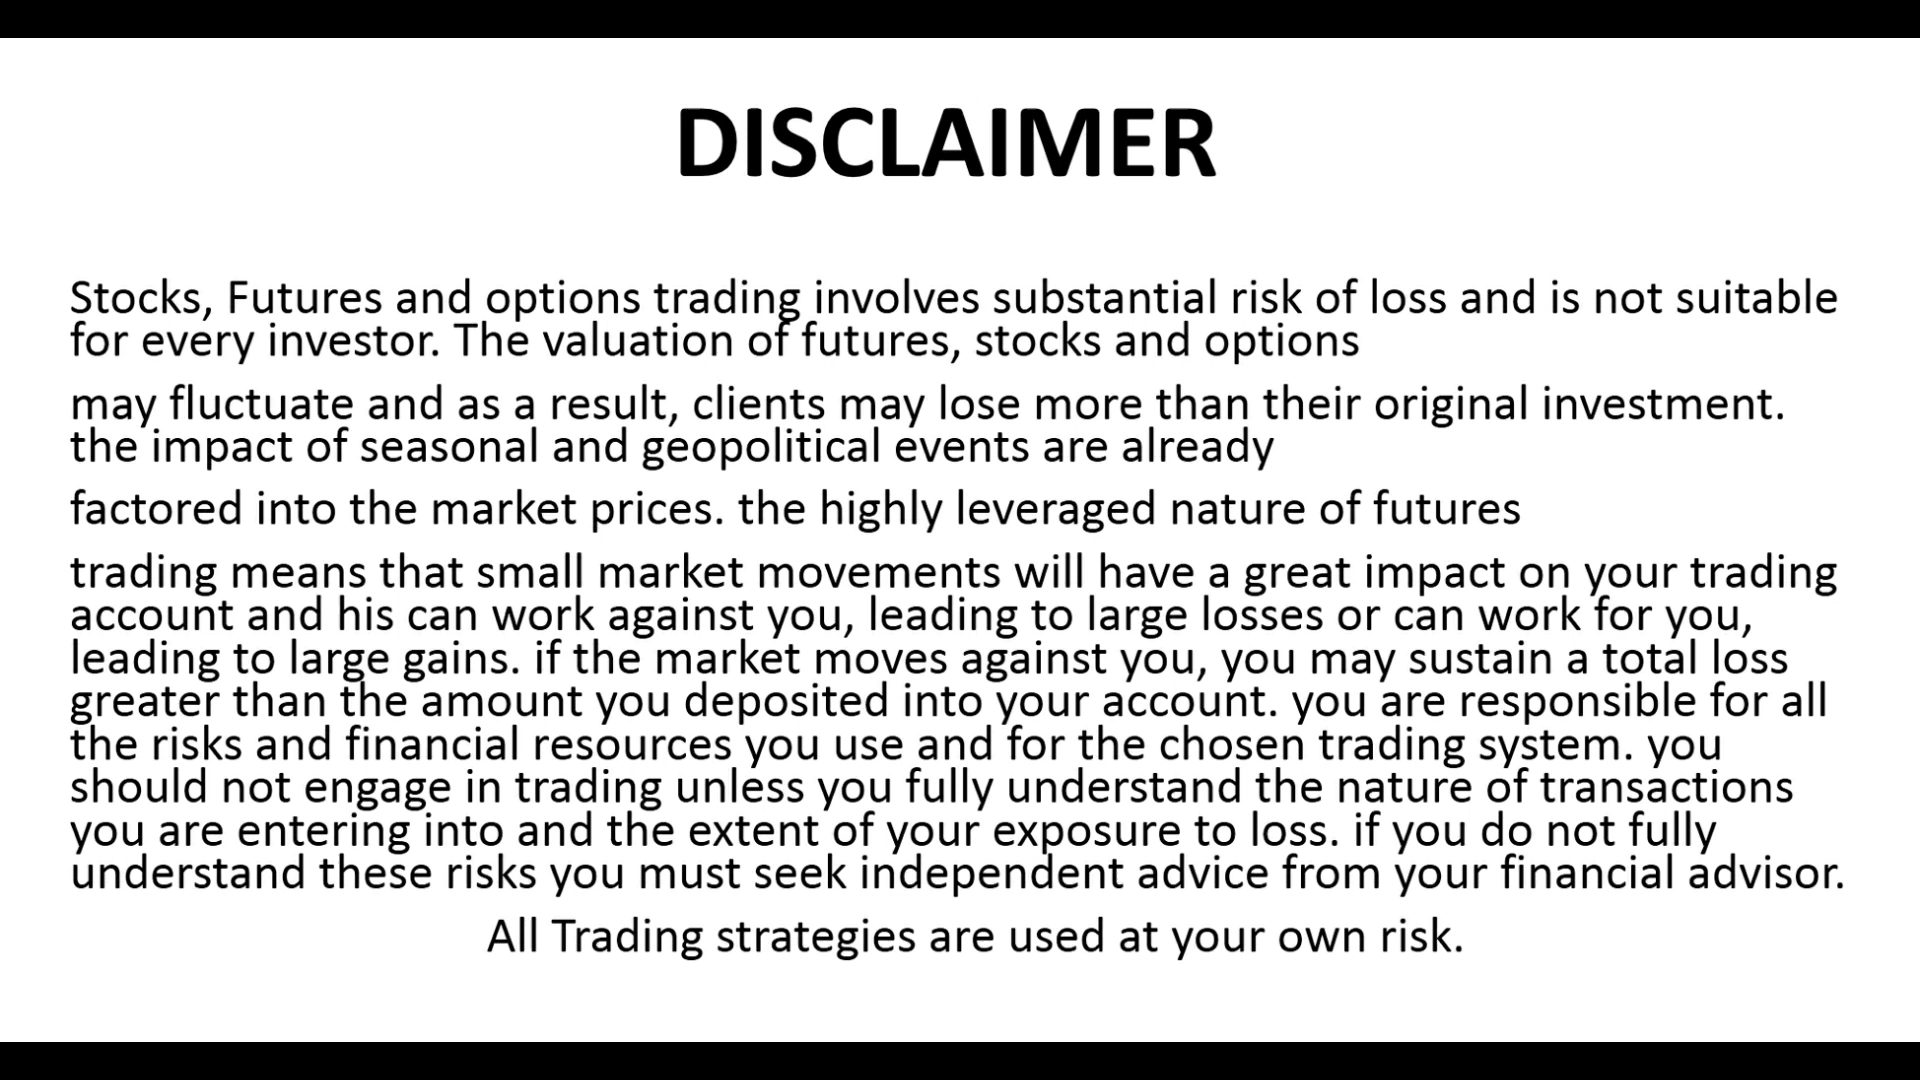 DISCLAIMER
Stocks, Futures and options trading involves substantial risk of loss and is not suitable
for every investor. The valuation of futures, stocks and options
may fluctuate and as a result, clients may lose more than their original investment.
the impact of seasonal and geopolitical events are already
factored into the market prices. the highly leveraged nature of futures
trading means that small market movements will have a great impact on your trading
account and his can work against you, leading to large losses or can work for you,
leading to large gains. if the market moves against you, you may sustain a total loss
greater than the amount you deposited into your account. you are responsible for all
the risks and financial resources you use and for the chosen trading system. you
should not engage in trading unless you fully understand the nature of transactions
you are entering into and the extent of your exposure to loss. if you do not fully
understand these risks you must seek independent advice from your financial advisor.
All Trading strategies are used at your own risk.